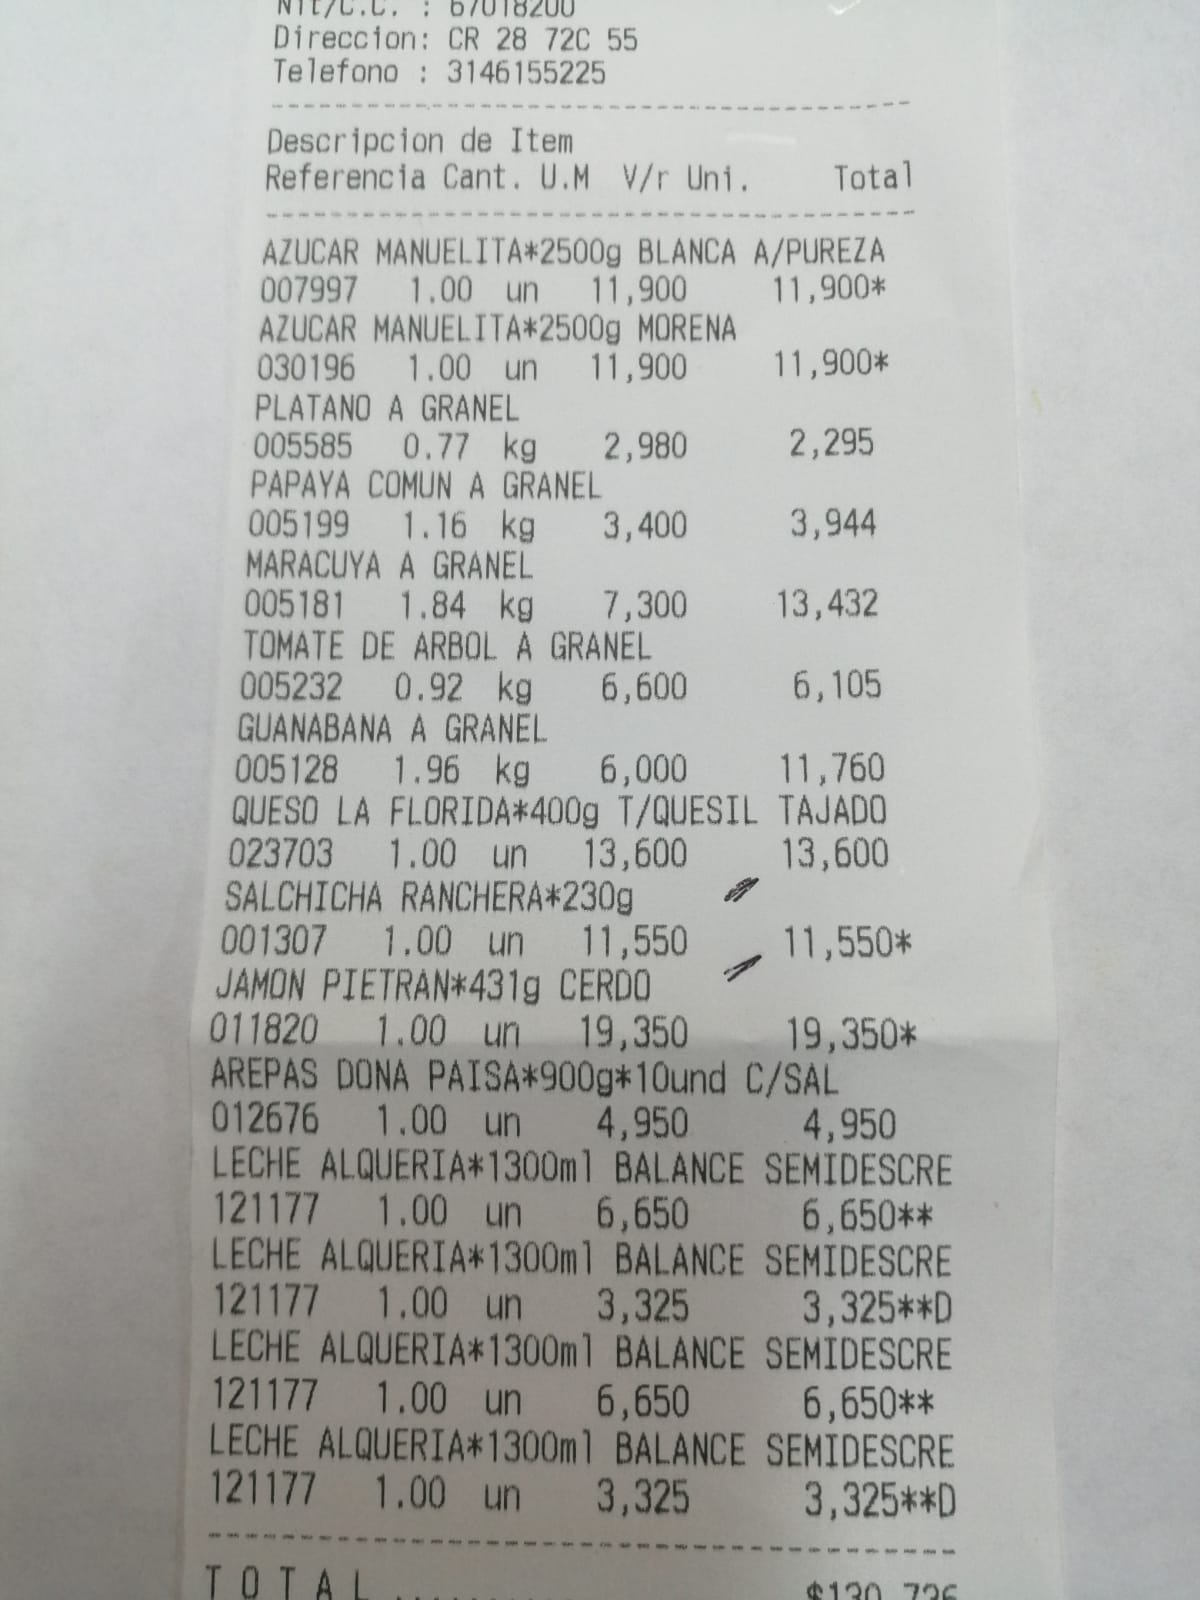 Nit/C.C. : 67018200
Direccion: CR 28 72C 55
Telefono : 3146155225
Descripcion de Item
Referencia Cant. U.M V/r Uni. Total
AZUCAR MANUELITA*2500g BLANCA A/PUREZA
007997 1.00 un 11,900 11,900*
AZUCAR MANUELITA*2500g MORENA
030196 1.00 un 11,900 11,900*
PLATANO A GRANEL
005585 0.77 kg 2,980 2,295
PAPAYA COMUN A GRANEL
005199 1.16 kg 3,400 3,944
MARACUYA A GRANEL
005181 1.84 kg 7,300 13,432
TOMATE DE ARBOL A GRANEL
005232 0.92 kg 6,600 6,105
GUANABANA A GRANEL
005128 1.96 kg 6,000 11,760
QUESO LA FLORIDA*400g T/QUESIL TAJADO
023703 1.00 un 13,600 13,600
SALCHICHA RANCHERA*230g
001307 1.00 un 11,550 11,550*
JAMON PIETRAN*431g CERDO
011820 1.00 un 19,350 19,350*
AREPAS DONA PAISA*900g*10und C/SAL
012676 1.00 un 4,950 4,950
LECHE ALQUERIA*1300ml BALANCE SEMIDESCRE
121177 1.00 un 6,650 6,650**
LECHE ALQUERIA*1300ml BALANCE SEMIDESCRE
121177 1.00 un 3,325 3,325**D
LECHE ALQUERIA*1300ml BALANCE SEMIDESCRE
121177 1.00 un 6,650 6,650**
LECHE ALQUERIA*1300ml BALANCE SEMIDESCRE
121177 1.00 un 3,325 3,325**D
T O T A L .......... $130,736